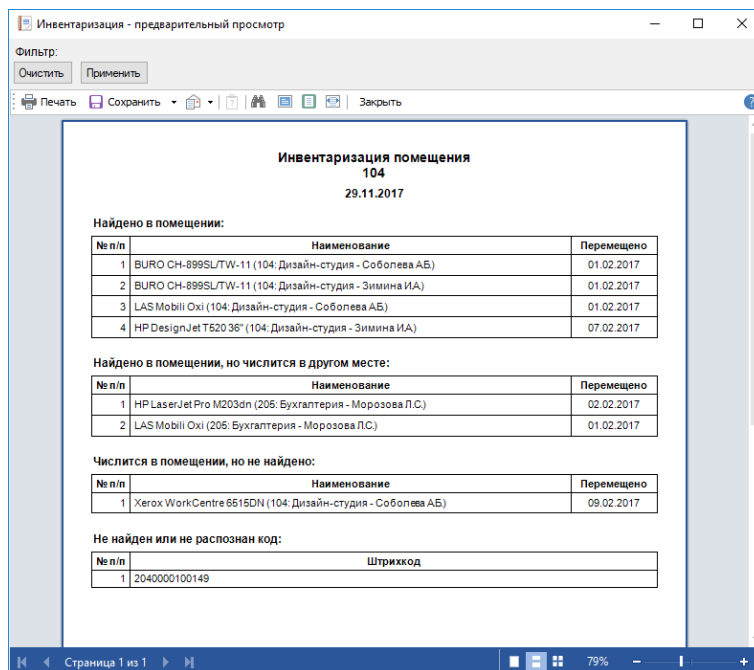 Инвентаризация - предварительный просмотр
Фильтр:
Очистить Применить
Печать Сохранить Закрыть
Инвентаризация помещения
104
29.11.2017
Найдено в помещении:
№ п/п Наименование Перемещено
1 BURO CH-899SL/TW-11 (104: Дизайн-студия - Соболева А.Б.) 01.02.2017
2 BURO CH-899SL/TW-11 (104: Дизайн-студия - Зимина И.А.) 01.02.2017
3 LAS Mobili Oxi (104: Дизайн-студия - Соболева А.Б.) 01.02.2017
4 HP DesignJet T520 36" (104: Дизайн-студия - Зимина И.А.) 07.02.2017
Найдено в помещении, но числится в другом месте:
№ п/п Наименование Перемещено
1 HP LaserJet Pro M203dn (205: Бухгалтерия - Морозова Л.С.) 02.02.2017
2 LAS Mobili Oxi (205: Бухгалтерия - Морозова Л.С.) 01.02.2017
Числится в помещении, но не найдено:
№ п/п Наименование Перемещено
1 Xerox WorkCentre 6515DN (104: Дизайн-студия - Соболева А.Б.) 09.02.2017
Не найден или не распознан код:
№ п/п Штрихкод
1 2040000100149
Страница 1 из 1 79%